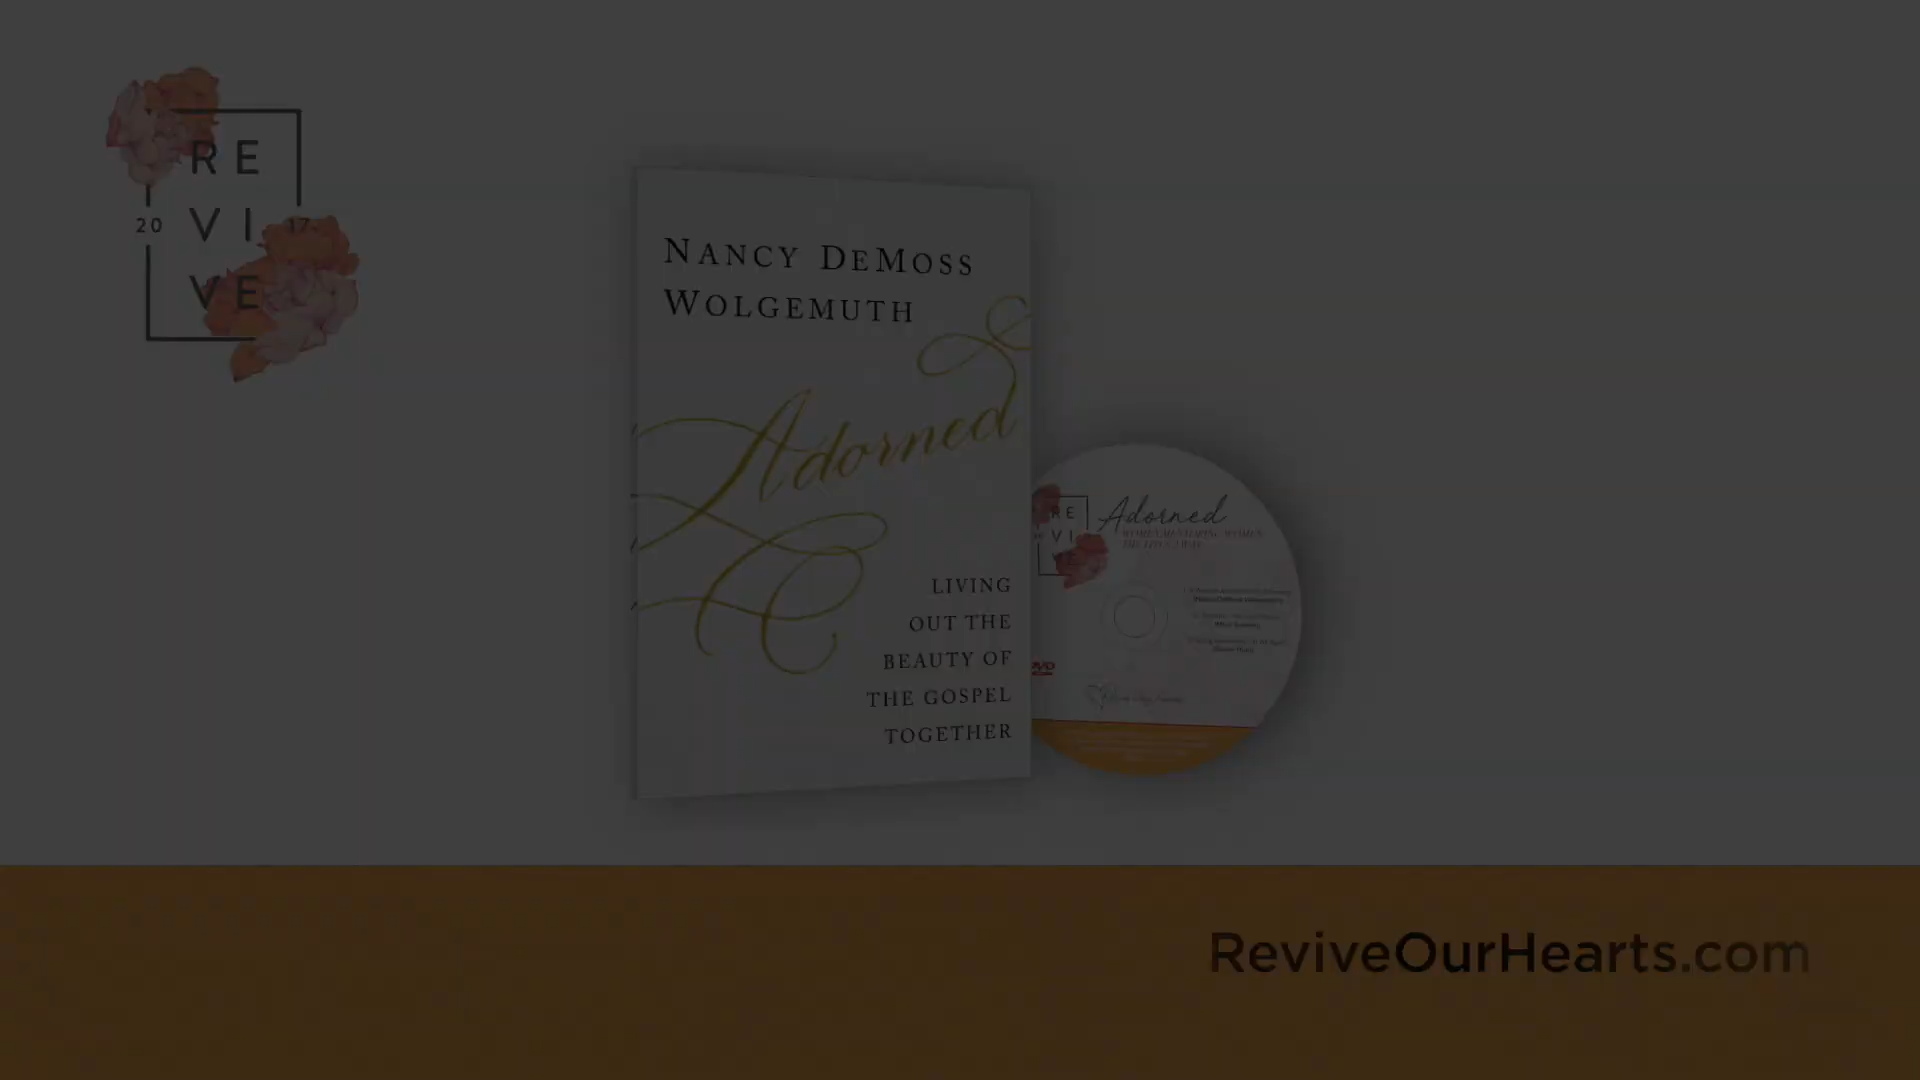 RE
20 VI 17
VE
NANCY DEMOSS
WOLGEMUTH
Adorned
LIVING
OUT THE
BEAUTY OF
THE GOSPEL
TOGETHER
RE
VI
VE
Adorned
DVD
ReviveOurHearts.com